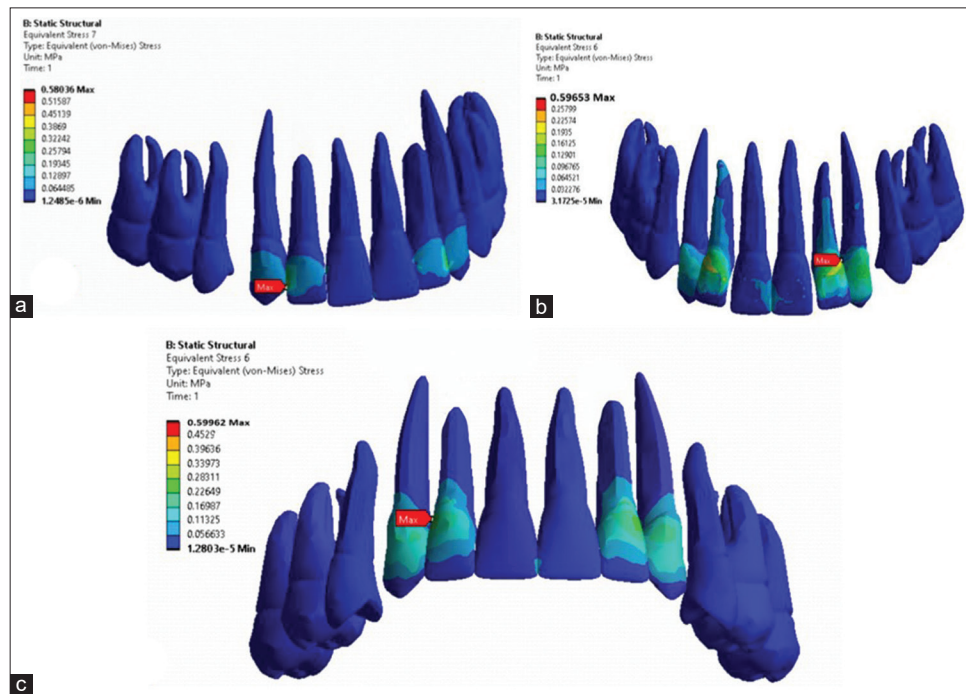 B: Static Structural
Equivalent Stress 7
Type: Equivalent (von-Mises) Stress
Unit: MPa
Time: 1
0.58036 Max
0.51587
0.45139
0.3869
0.32242
0.25794
0.19345
0.12897
0.064485
1.2485e-6 Min
Max
a
B: Static Structural
Equivalent Stress 6
Type: Equivalent (von-Mises) Stress
Unit: MPa
Time: 1
0.59653 Max
0.25799
0.22574
0.1935
0.16125
0.12901
0.096765
0.064521
0.032276
3.1725e-5 Min
Max
b
B: Static Structural
Equivalent Stress 6
Type: Equivalent (von-Mises) Stress
Unit: MPa
Time: 1
0.59962 Max
0.4529
0.39636
0.33973
0.28311
0.22649
0.16987
0.11325
0.056633
1.2803e-5 Min
Max
c